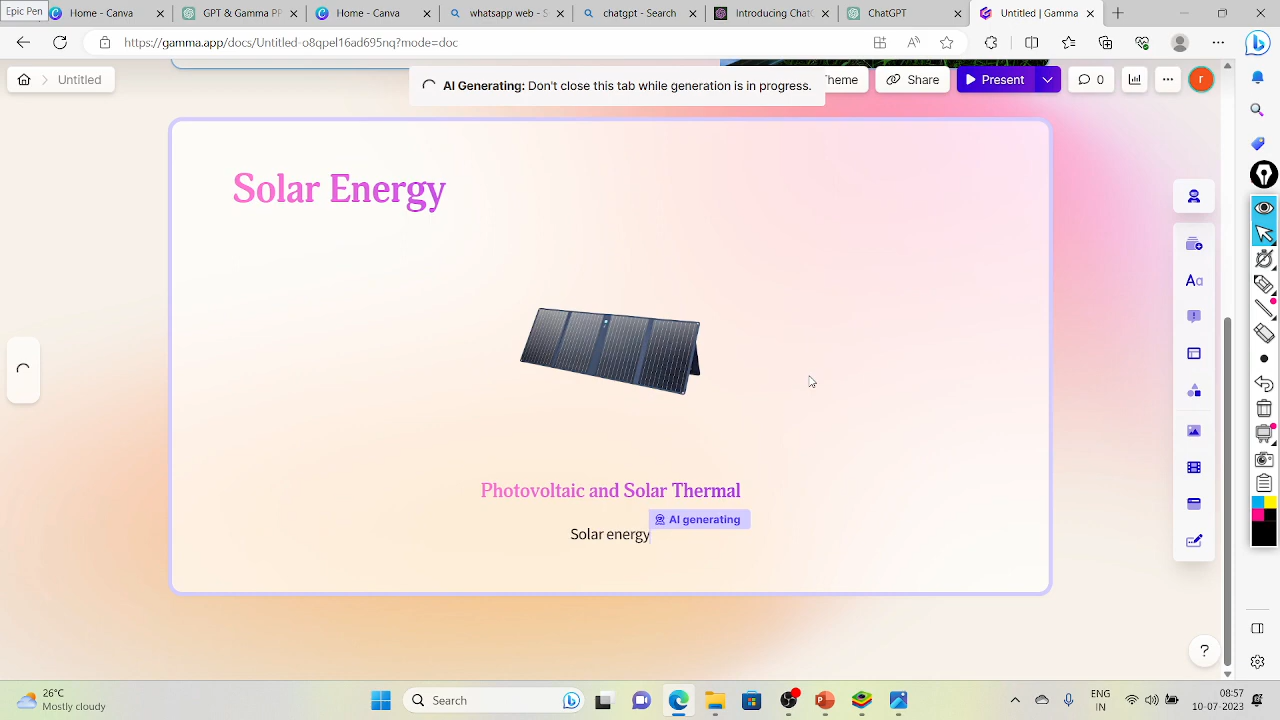 Epic Pen
Home - Canva
GPT & Gamma PF
Home - Canva
whatsapp web - S
chatgpt - Search
Introducing Chat
ChatGPT
Untitled | Gamma
https://gamma.app/docs/Untitled-o8qpel16ad695nq?mode=doc
Untitled
AI Generating: Don't close this tab while generation is in progress.
heme
Share
Present
0
r
Solar Energy
Aa
Photovoltaic and Solar Thermal
AI generating
Solar energy
?
26°C
ostly cloudy
Search
ENG
IN
08:57
10-07-2023